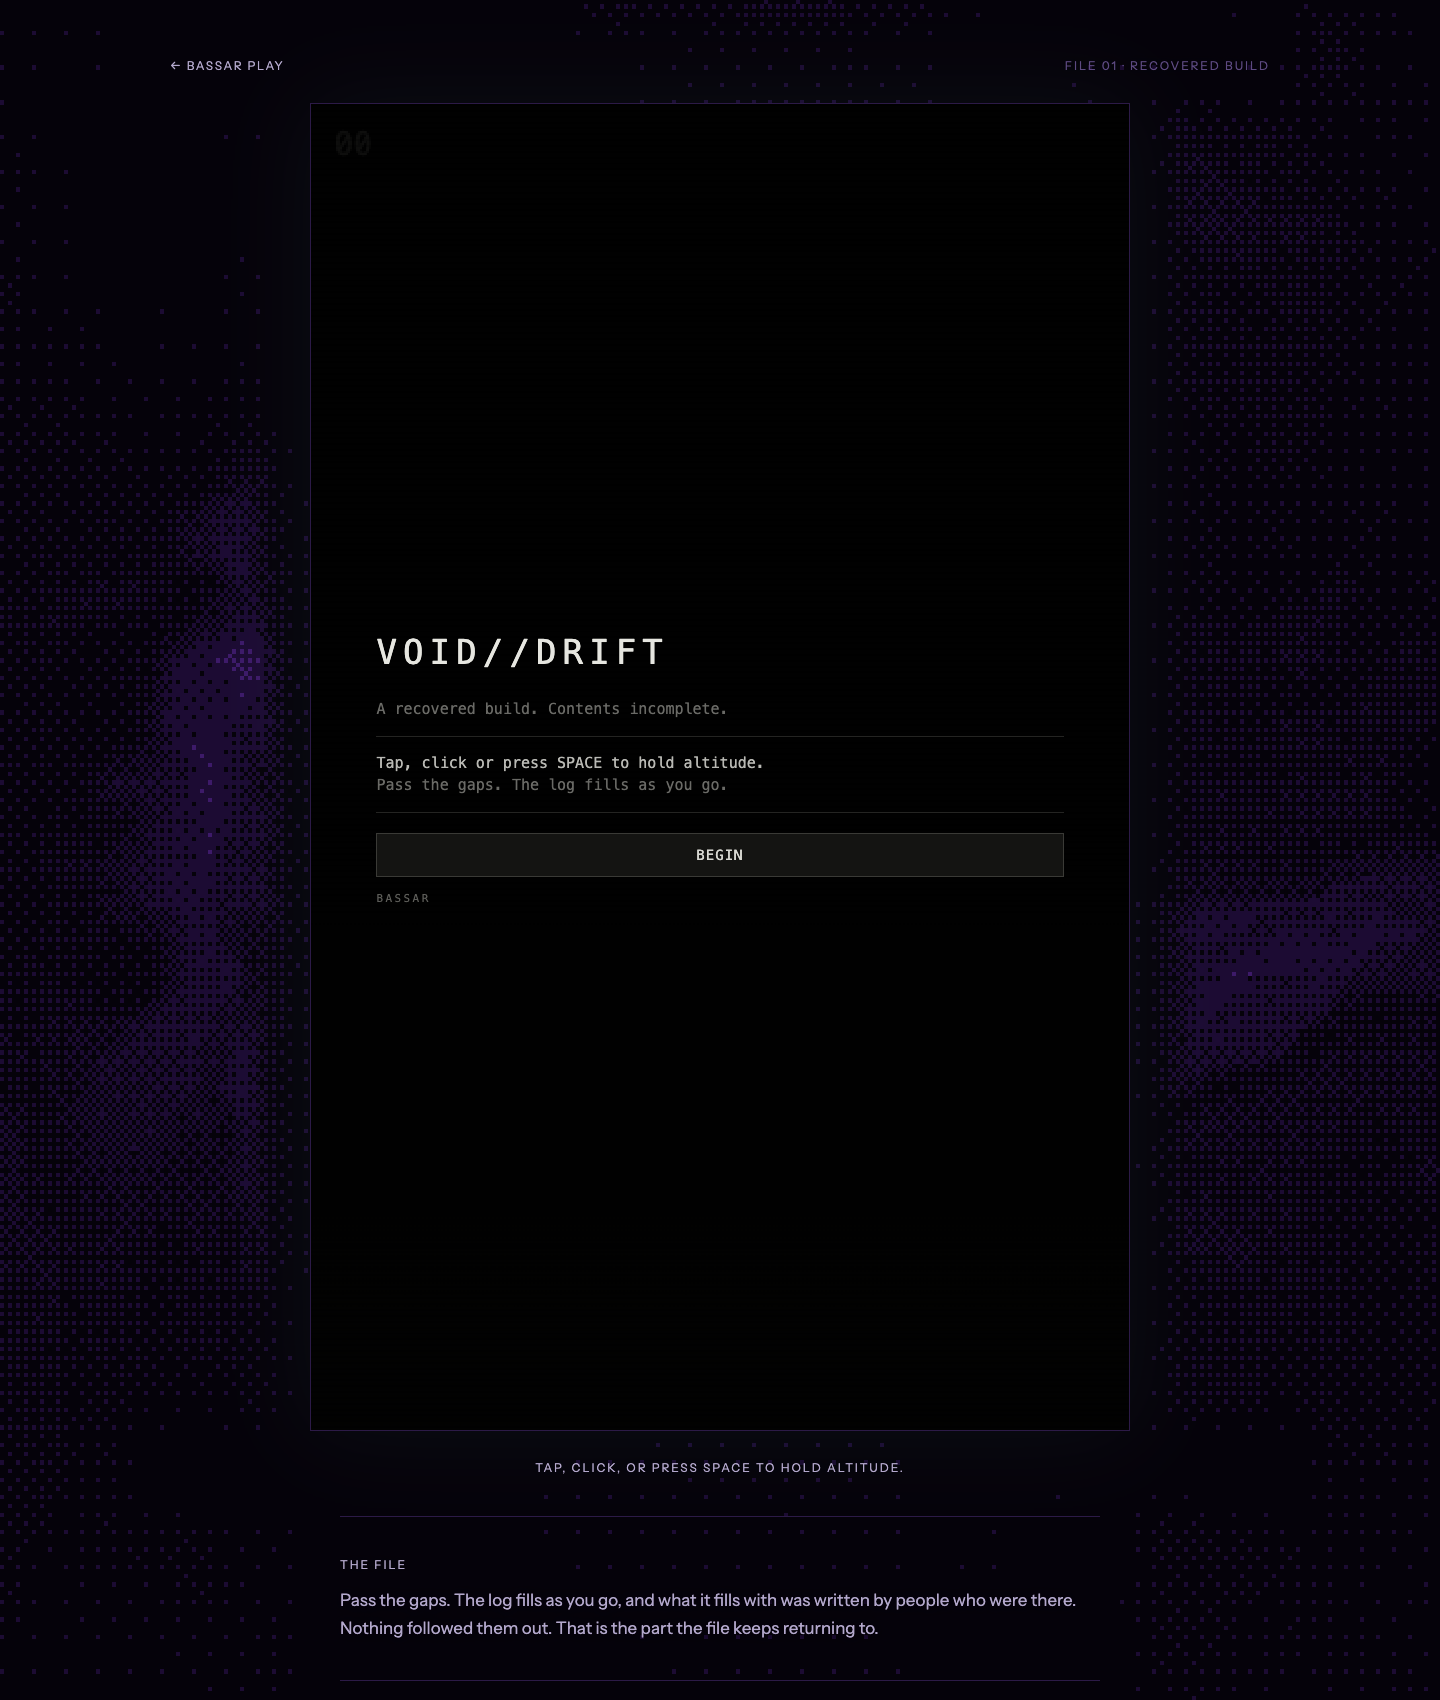 ← BASSAR PLAY
FILE 01 · RECOVERED BUILD
00
VOID//DRIFT
A recovered build. Contents incomplete.
Tap, click or press SPACE to hold altitude.
Pass the gaps. The log fills as you go.
BEGIN
BASSAR
TAP, CLICK, OR PRESS SPACE TO HOLD ALTITUDE.
THE FILE
Pass the gaps. The log fills as you go, and what it fills with was written by people who were there.
Nothing followed them out. That is the part the file keeps returning to.